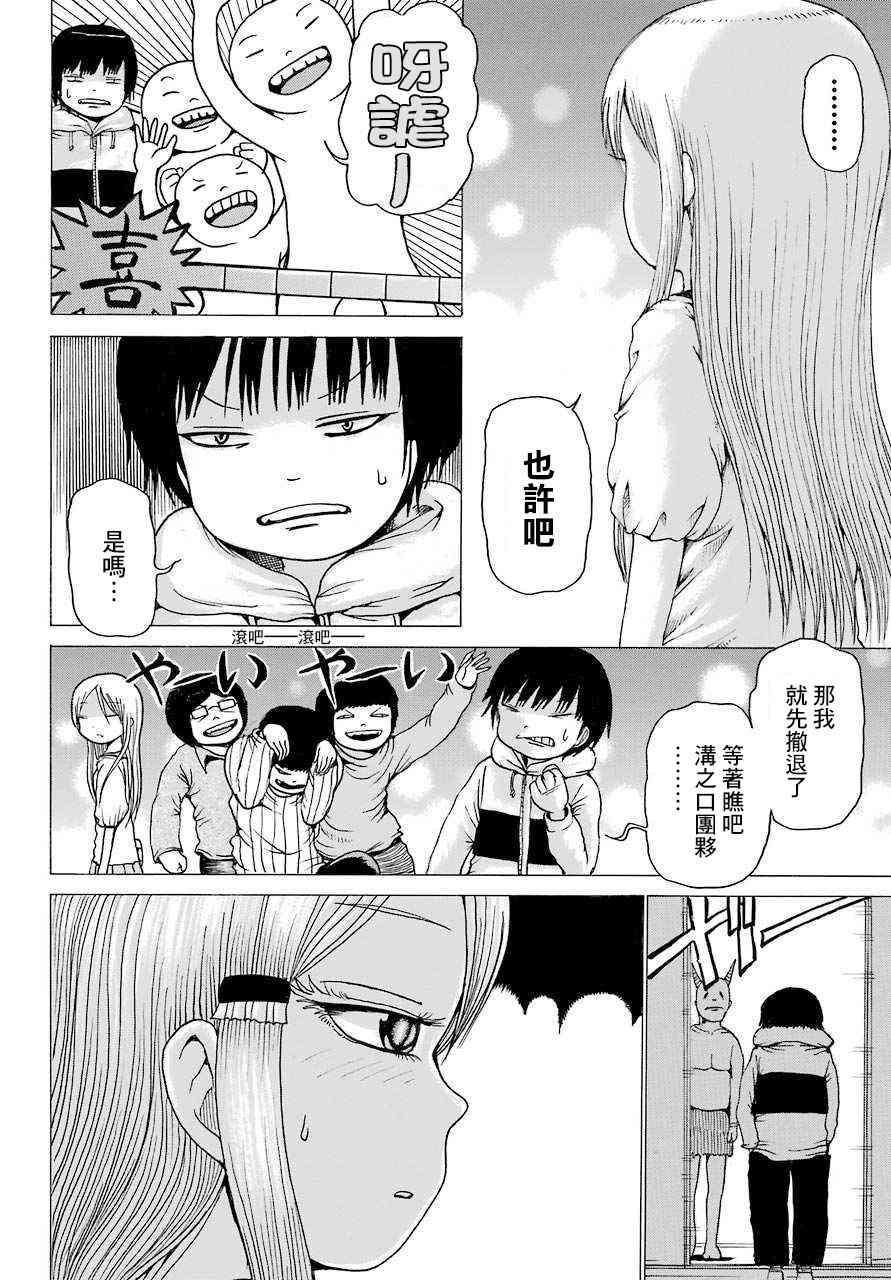 ………
也許吧
呀謔ー
喜
是嗎…
滾吧——滾吧——
やーい やーい
那我
就先撤退了
等著瞧吧
溝之口團夥
………